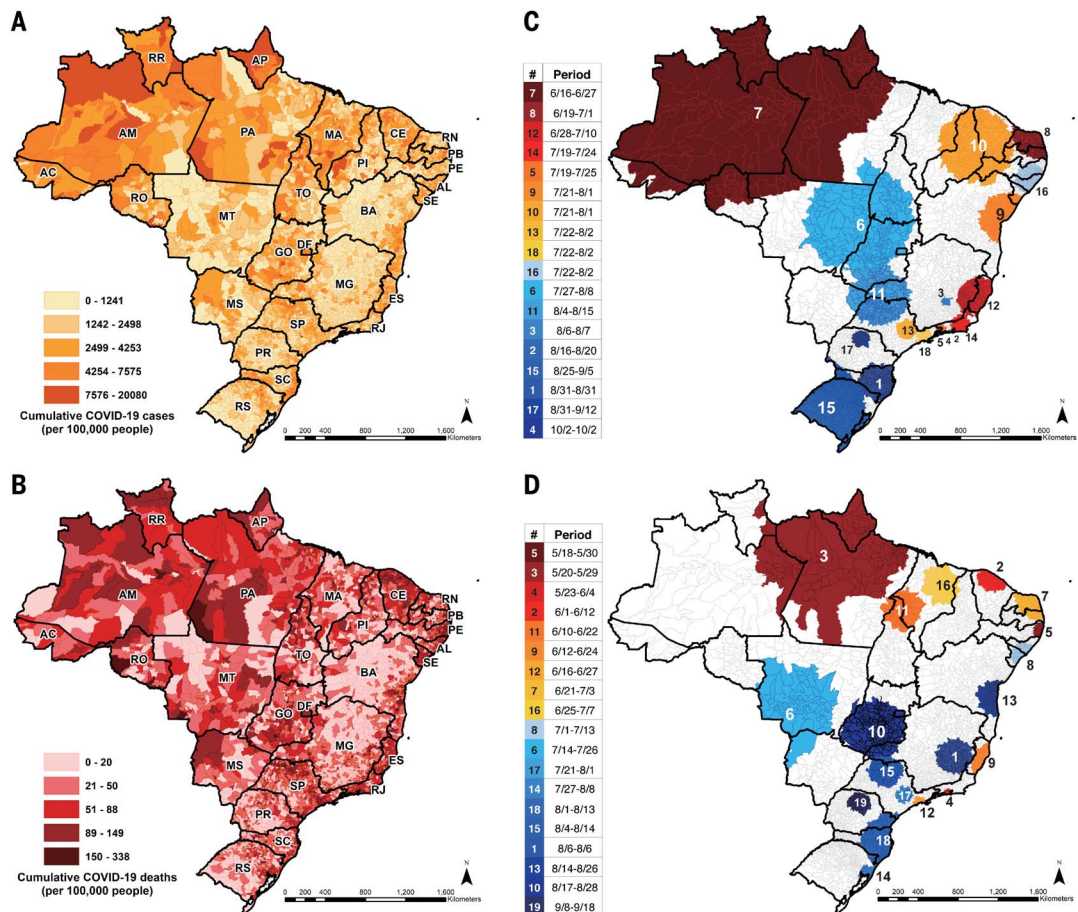 A
RR
AP
AM
PA
MA
CE
RN
PB
PE
AL
SE
PI
AC
RO
TO
BA
MT
GO
DF
MG
ES
MS
SP
RJ
PR
SC
RS
0 - 1241
1242 - 2498
2499 - 4253
4254 - 7575
7576 - 20080
Cumulative COVID-19 cases
(per 100,000 people)
N
0 200 400 800 1,200 1,600
Kilometers
C
# Period
7 6/16-6/27
8 6/19-7/1
12 6/28-7/10
14 7/19-7/24
5 7/19-7/25
9 7/21-8/1
10 7/21-8/1
13 7/22-8/2
18 7/22-8/2
16 7/22-8/2
6 7/27-8/8
11 8/4-8/15
3 8/6-8/7
2 8/16-8/20
15 8/25-9/5
1 8/31-8/31
17 8/31-9/12
4 10/2-10/2
7
10
8
16
9
6
11
3
12
13
18
5
4
2
14
17
1
15
N
0 200 400 800 1,200 1,600
Kilometers
B
RR
AP
AM
PA
MA
CE
RN
PB
PE
AL
SE
PI
AC
RO
TO
BA
MT
GO
DF
MG
ES
MS
SP
RJ
PR
SC
RS
0 - 20
21 - 50
51 - 88
89 - 149
150 - 338
Cumulative COVID-19 deaths
(per 100,000 people)
N
0 200 400 800 1,200 1,600
Kilometers
D
# Period
5 5/18-5/30
3 5/20-5/29
4 5/23-6/4
2 6/1-6/12
11 6/10-6/22
9 6/12-6/24
12 6/16-6/27
7 6/21-7/3
16 6/25-7/7
8 7/1-7/13
6 7/14-7/26
17 7/21-8/1
14 7/27-8/8
18 8/1-8/13
15 8/4-8/14
1 8/6-8/6
13 8/14-8/26
10 8/17-8/28
19 9/8-9/18
3
2
16
7
11
5
8
13
6
10
1
9
15
17
4
12
19
18
14
N
0 200 400 800 1,200 1,600
Kilometers